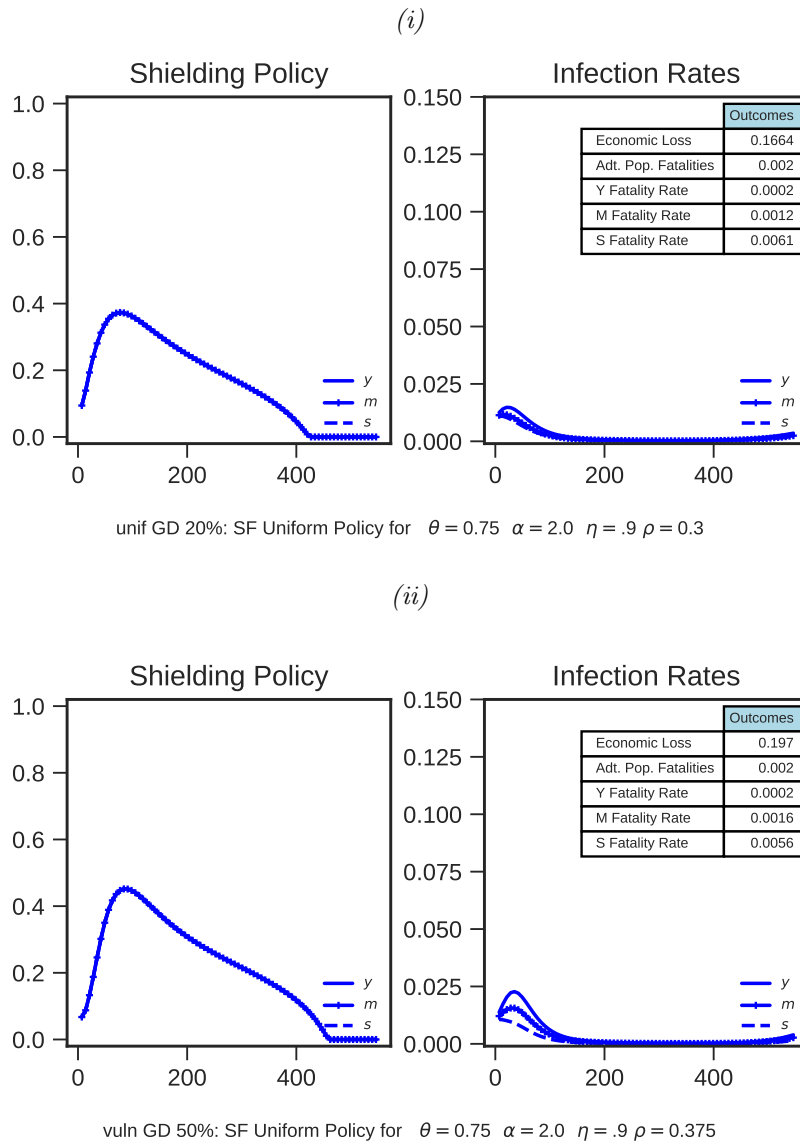 (i)
Shielding Policy
Infection Rates
1.0
0.8
0.6
0.4
0.2
0.0
0 200 400
0.150
0.125
0.100
0.075
0.050
0.025
0.000
0 200 400
Outcomes
Economic Loss 0.1664
Adt. Pop. Fatalities 0.002
Y Fatality Rate 0.0002
M Fatality Rate 0.0012
S Fatality Rate 0.0061
y
m
s
y
m
s
unif GD 20%: SF Uniform Policy for θ = 0.75 α = 2.0 η = .9 ρ = 0.3
(ii)
Shielding Policy
Infection Rates
1.0
0.8
0.6
0.4
0.2
0.0
0 200 400
0.150
0.125
0.100
0.075
0.050
0.025
0.000
0 200 400
Outcomes
Economic Loss 0.197
Adt. Pop. Fatalities 0.002
Y Fatality Rate 0.0002
M Fatality Rate 0.0016
S Fatality Rate 0.0056
y
m
s
y
m
s
vuln GD 50%: SF Uniform Policy for θ = 0.75 α = 2.0 η = .9 ρ = 0.375